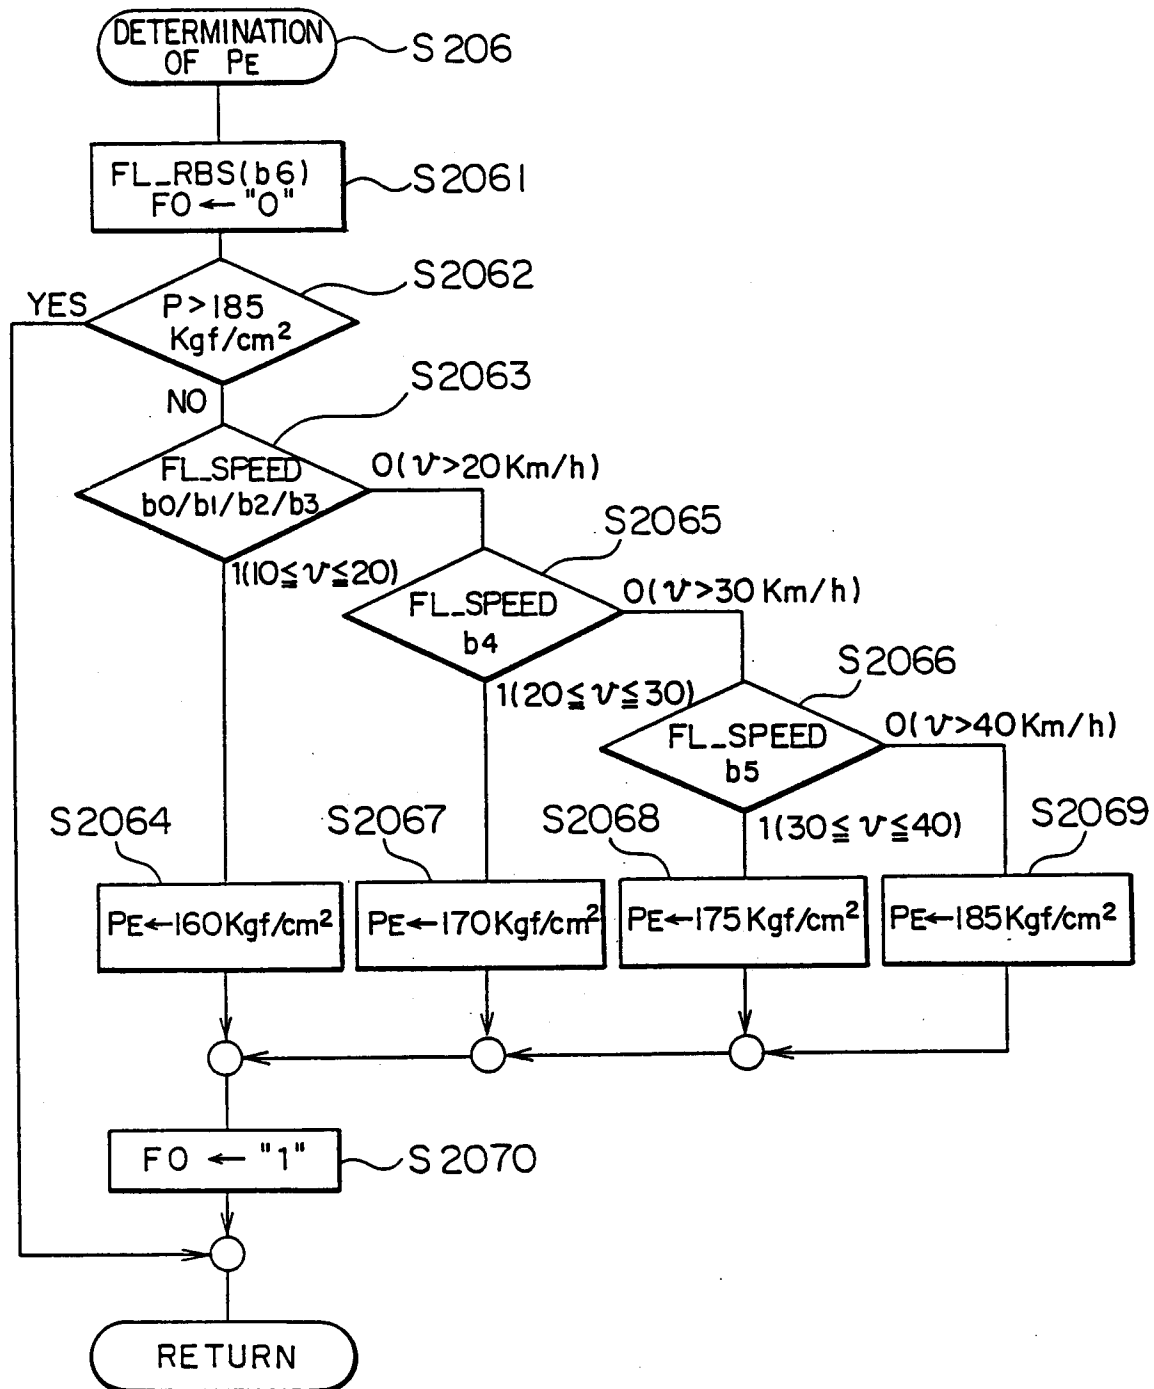 DETERMINATION
OF PE
S206
FL_RBS(b6)
FO ← "0"
S2061
S2062
YES
P>185
Kgf/cm²
NO
S2063
FL_SPEED
b0/b1/b2/b3
0(v>20Km/h)
1(10≦v≦20)
S2065
FL_SPEED
b4
0(v>30Km/h)
1(20≦v≦30)
S2066
FL_SPEED
b5
0(v>40Km/h)
1(30≦v≦40)
S2064
S2067
S2068
S2069
PE←160Kgf/cm²
PE←170Kgf/cm²
PE←175Kgf/cm²
PE←185Kgf/cm²
FO ← "1"
S2070
RETURN